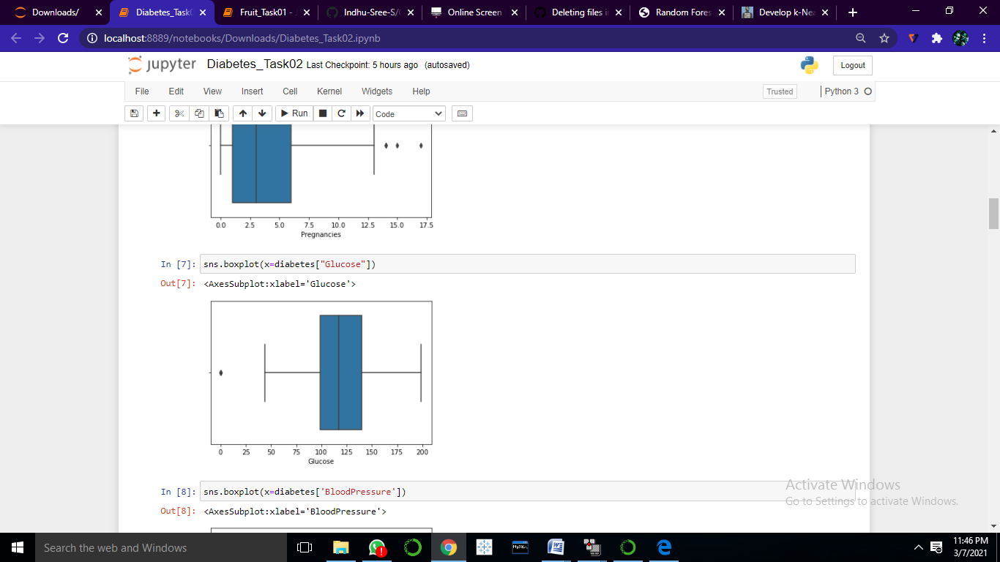 Downloads/
Diabetes_Task
Fruit_Task01 -
Indhu-Sree-S/
Online Screen
Deleting files i
Random Fores
Develop k-Nea
localhost:8889/notebooks/Downloads/Diabetes_Task02.ipynb
jupyter Diabetes_Task02 Last Checkpoint: 5 hours ago (autosaved)
Logout
File Edit View Insert Cell Kernel Widgets Help
Trusted
Python 3
Run
Code
0.0 2.5 5.0 7.5 10.0 12.5 15.0 17.5
Pregnancies
In [7]: sns.boxplot(x=diabetes["Glucose"])
Out[7]: <AxesSubplot:xlabel='Glucose'>
0 25 50 75 100 125 150 175 200
Glucose
In [8]: sns.boxplot(x=diabetes['BloodPressure'])
Out[8]: <AxesSubplot:xlabel='BloodPressure'>
Activate Windows
Go to Settings to activate Windows.
Search the web and Windows
MySQL
11:46 PM
3/7/2021